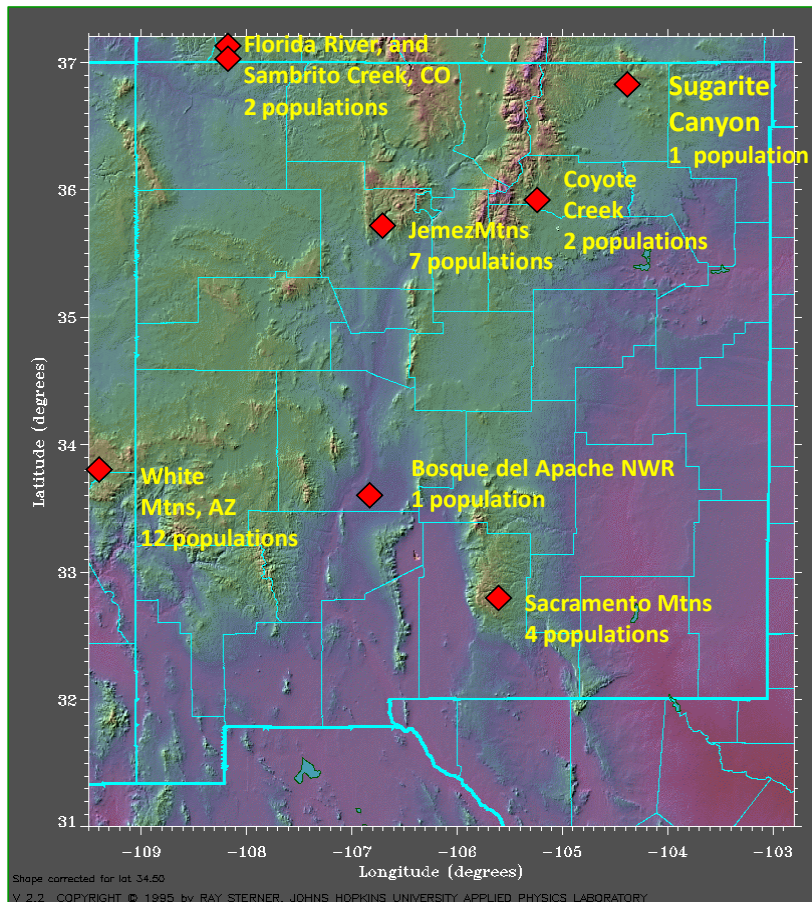 Florida River, and
Sambrito Creek, CO
2 populations
Sugarite
Canyon
1 population
Coyote
Creek
2 populations
JemezMtns
7 populations
White
Mtns, AZ
12 populations
Bosque del Apache NWR
1 population
Sacramento Mtns
4 populations
Latitude (degrees)
37
36
35
34
33
32
31
-109
-108
-107
-106
-105
-104
-103
Longitude (degrees)
Shape corrected for lat 34.50
V 2.2 COPYRIGHT © 1995 by RAY STERNER, JOHNS HOPKINS UNIVERSITY APPLIED PHYSICS LABORATORY